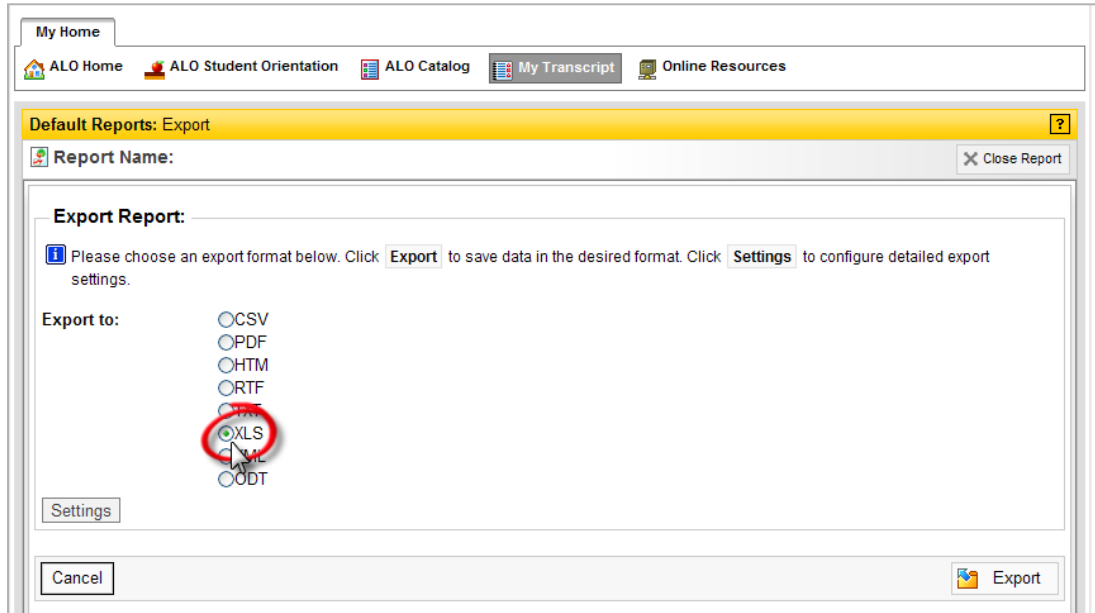 My Home
ALO Home ALO Student Orientation ALO Catalog My Transcript Online Resources
Default Reports: Export ?
Report Name: Close Report
Export Report:
i Please choose an export format below. Click Export to save data in the desired format. Click Settings to configure detailed export
settings.
Export to: CSV
PDF
HTM
RTF
TXT
XLS
XML
ODT
Settings
Cancel Export